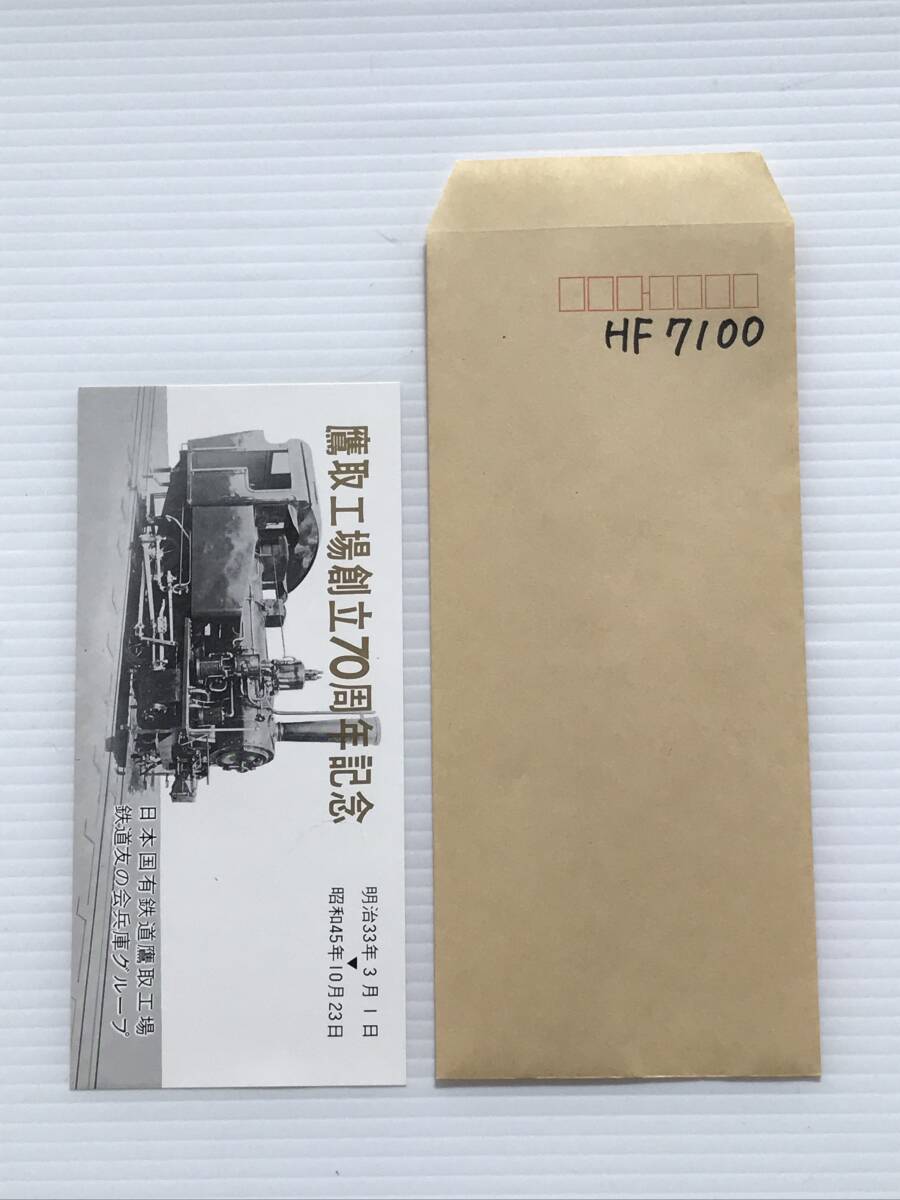 鷹取工場創立70周年記念
明治33年3月1日
▼
昭和45年10月23日
日本国有鉄道鷹取工場
鉄道友の会兵庫グループ
HF 7100